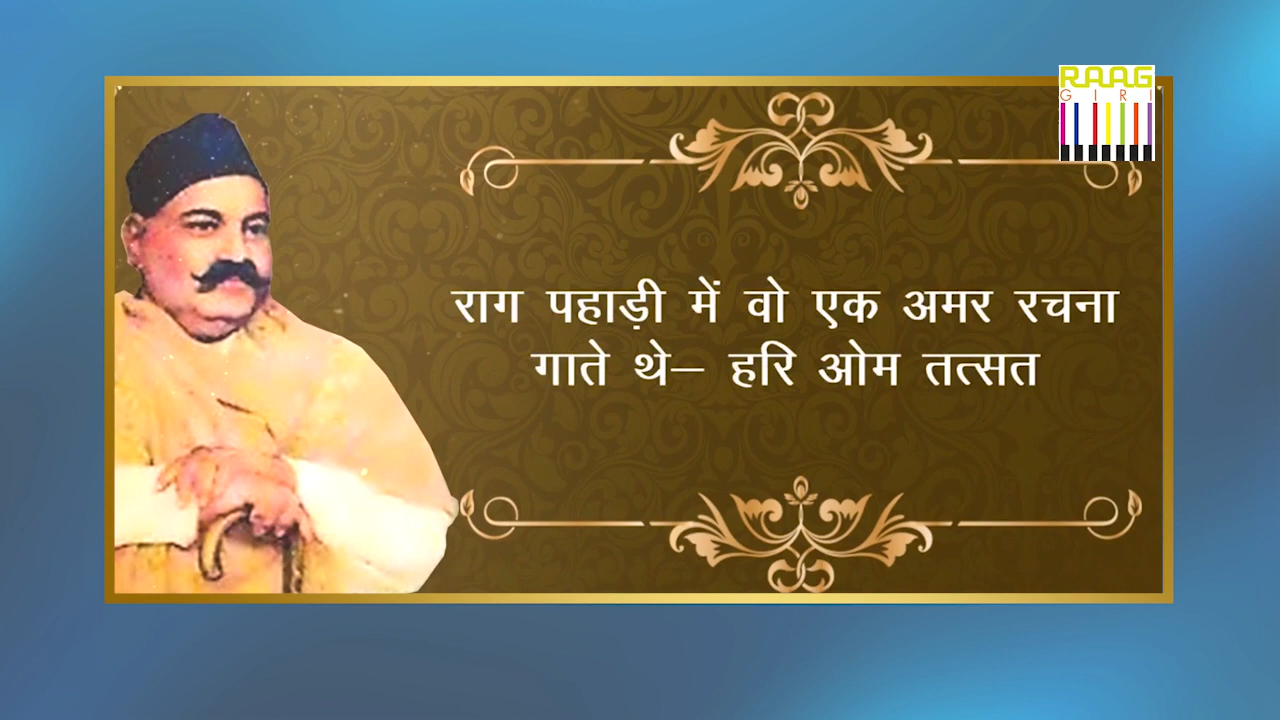 RAAG
GIRI
राग पहाड़ी में वो एक अमर रचना
गाते थे– हरि ओम तत्सत